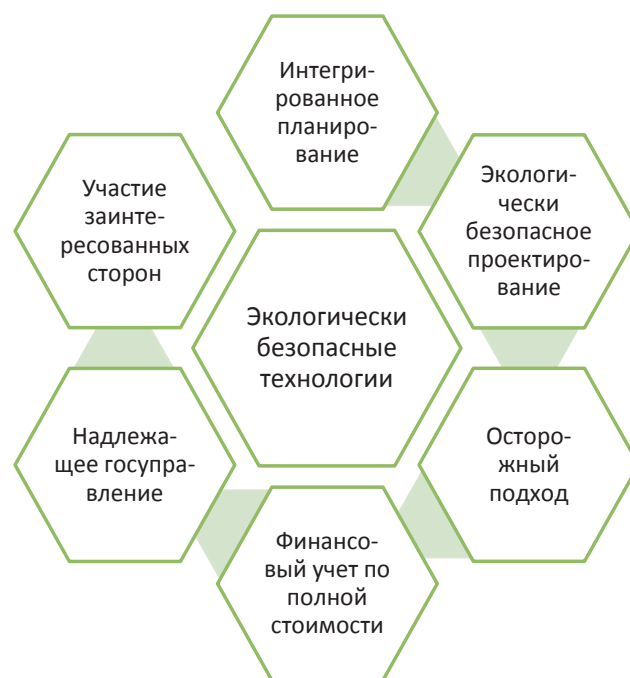 Интегри-
рованное
планиро-
вание
Экологи-
чески
безопасное
проектиро-
вание
Осторо-
жный
подход
Финансо-
вый учет по
полной
стоимости
Надлежа-
щее госупра-
вление
Участие
заинте-
ресованных
сторон
Экологически
безопасные
технологии